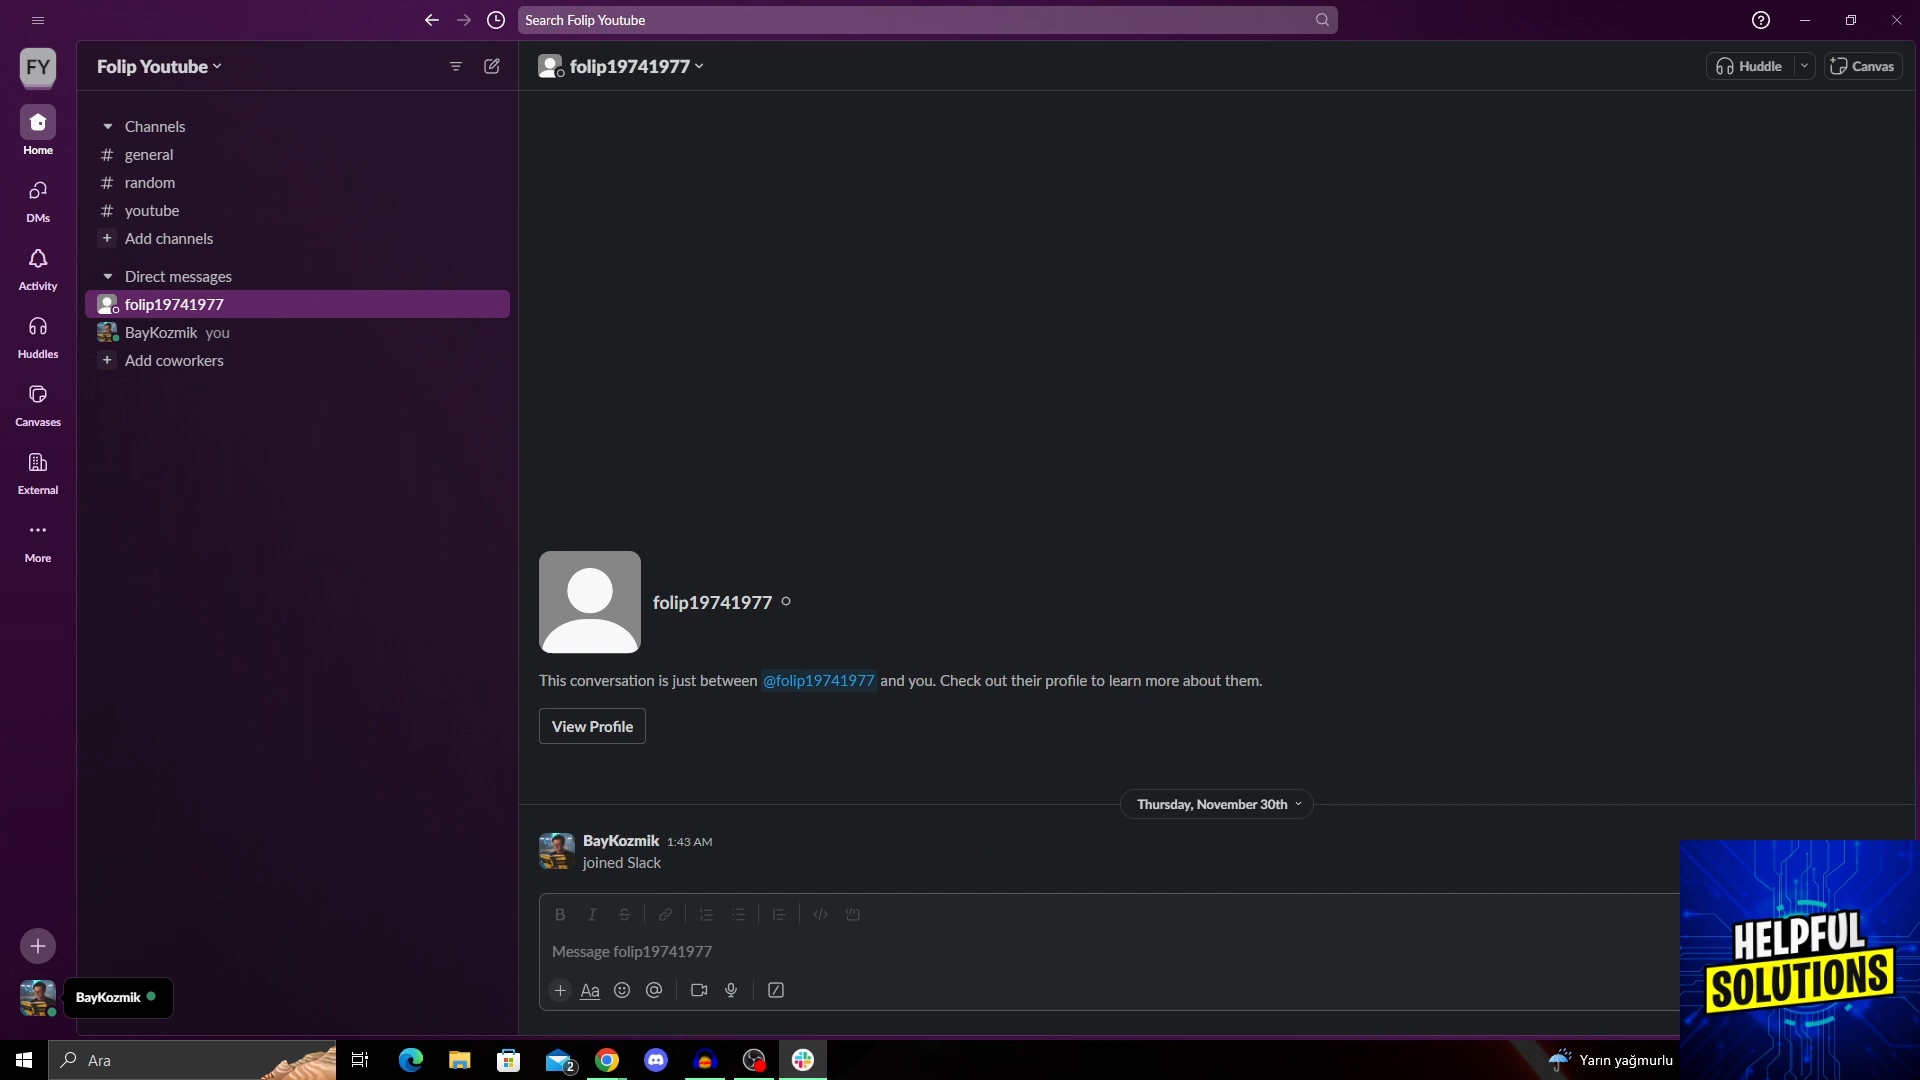 Search Folip Youtube
FY
Folip Youtube
folip19741977
Huddle
Canvas
Home
DMs
Activity
Huddles
Canvases
External
More
Channels
# general
# random
# youtube
+ Add channels
Direct messages
folip19741977
BayKozmik you
+ Add coworkers
folip19741977
This conversation is just between @folip19741977 and you. Check out their profile to learn more about them.
View Profile
Thursday, November 30th
BayKozmik 1:43 AM
joined Slack
Message folip19741977
Aa
BayKozmik
HELPFUL
SOLUTIONS
Ara
2
Yarın yağmurlu